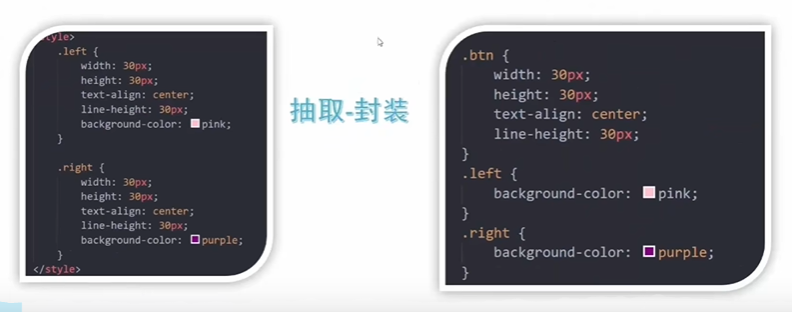 style>
.left {
width: 30px;
height: 30px;
text-align: center;
line-height: 30px;
background-color: pink;
}
.right {
width: 30px;
height: 30px;
text-align: center;
line-height: 30px;
background-color: purple;
}
</style>
抽取-封装
.btn {
width: 30px;
height: 30px;
text-align: center;
line-height: 30px;
}
.left {
background-color: pink;
}
.right {
background-color: purple;
}